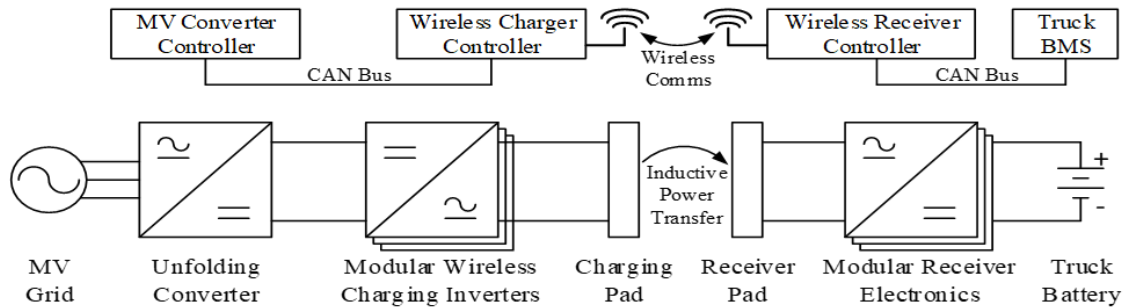 MV Converter
Controller
Wireless Charger
Controller
Wireless Receiver
Controller
Truck
BMS
Wireless
Comms
CAN Bus
CAN Bus
Inductive
Power
Transfer
+
-
MV
Grid
Unfolding
Converter
Modular Wireless
Charging Inverters
Charging
Pad
Receiver
Pad
Modular Receiver
Electronics
Truck
Battery